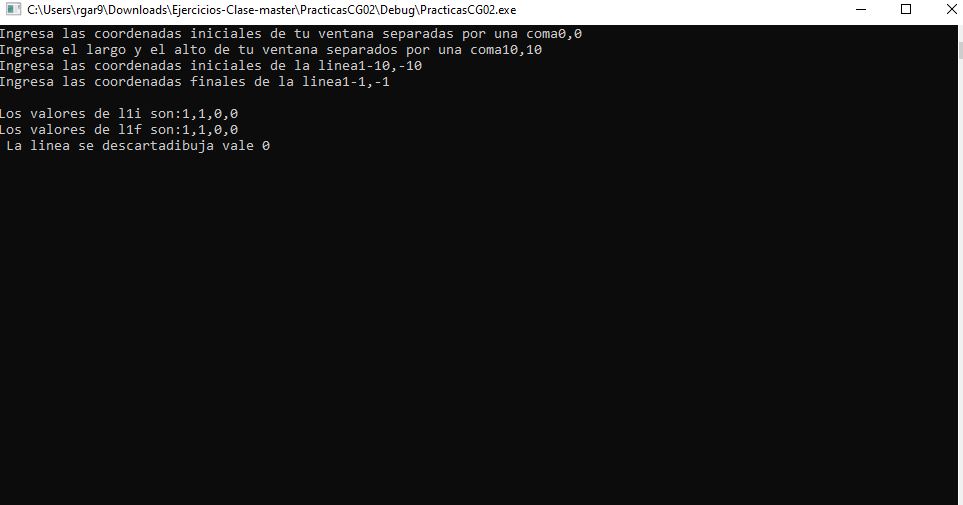 C:\Users\rgar9\Downloads\Ejercicios-Clase-master\PracticasCG02\Debug\PracticasCG02.exe
Ingresa las coordenadas iniciales de tu ventana separadas por una coma0,0
Ingresa el largo y el alto de tu ventana separados por una coma10,10
Ingresa las coordenadas iniciales de la linea1-10,-10
Ingresa las coordenadas finales de la linea1-1,-1
Los valores de l1i son:1,1,0,0
Los valores de l1f son:1,1,0,0
La linea se descartadibuja vale 0